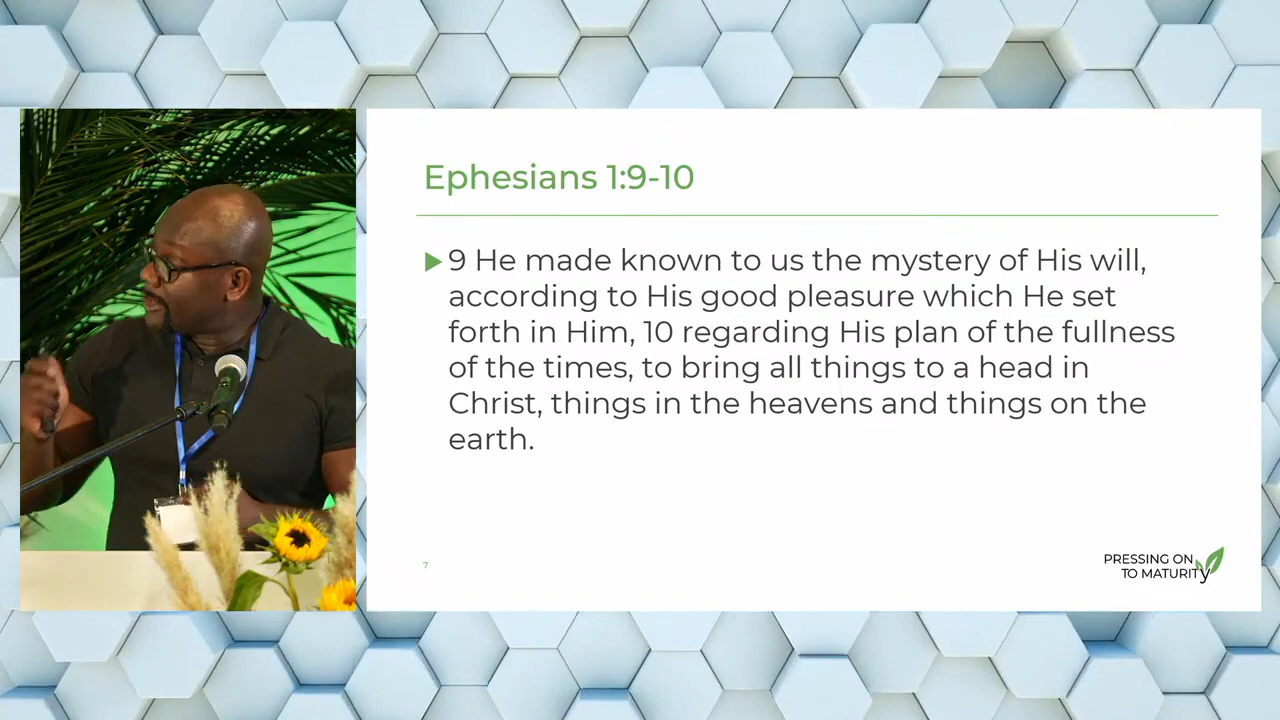 Ephesians 1:9-10
9 He made known to us the mystery of His will,
according to His good pleasure which He set
forth in Him, 10 regarding His plan of the fullness
of the times, to bring all things to a head in
Christ, things in the heavens and things on the
earth.
7
PRESSING ON
TO MATURITy